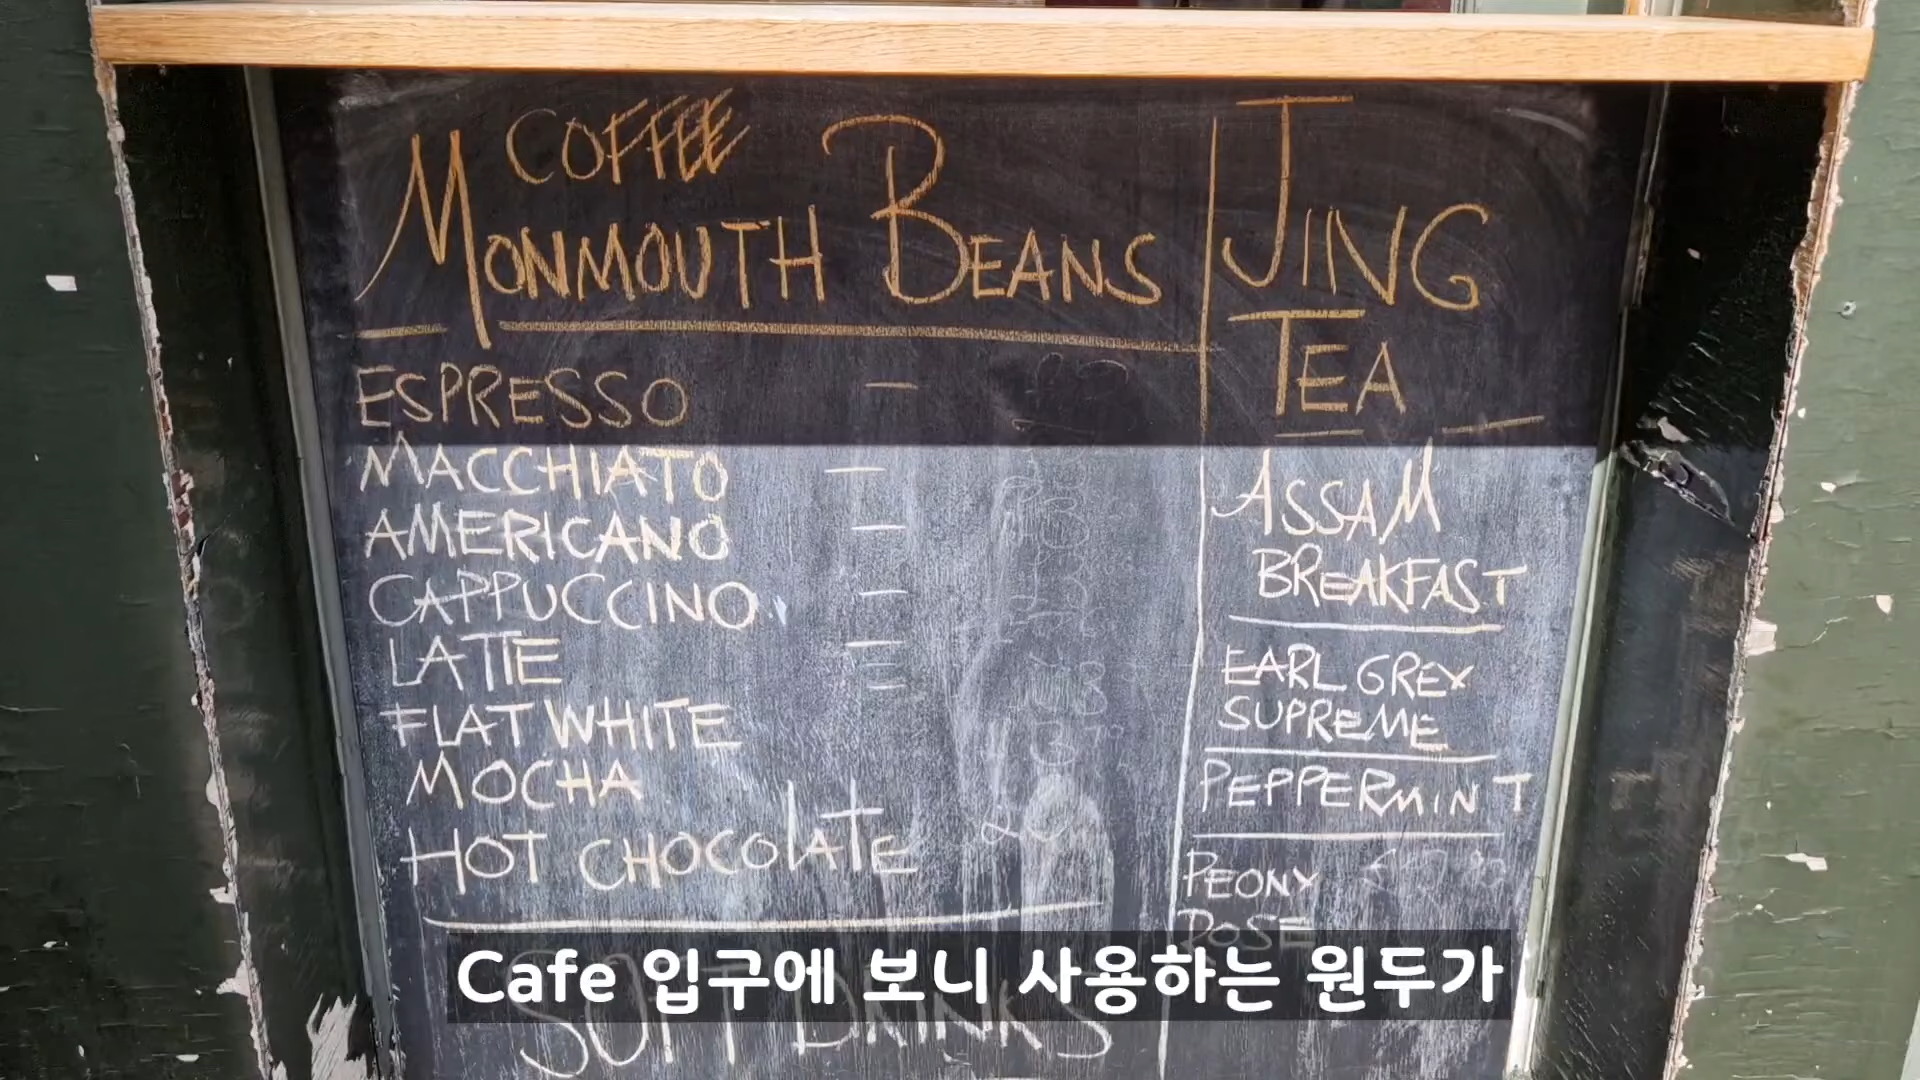 COFFEE
MONMOUTH BEANS
ESPRESSO —
MACCHIATO —
AMERICANO —
CAPPUCCINO —
LATTE —
FLAT WHITE
MOCHA
HOT CHOCOLATE
SOFT DRINKS
JING
TEA
ASSAM
BREAKFAST
EARL GREY
SUPREME
PEPPERMINT
PEONY
ROSE
Cafe 입구에 보니 사용하는 원두가